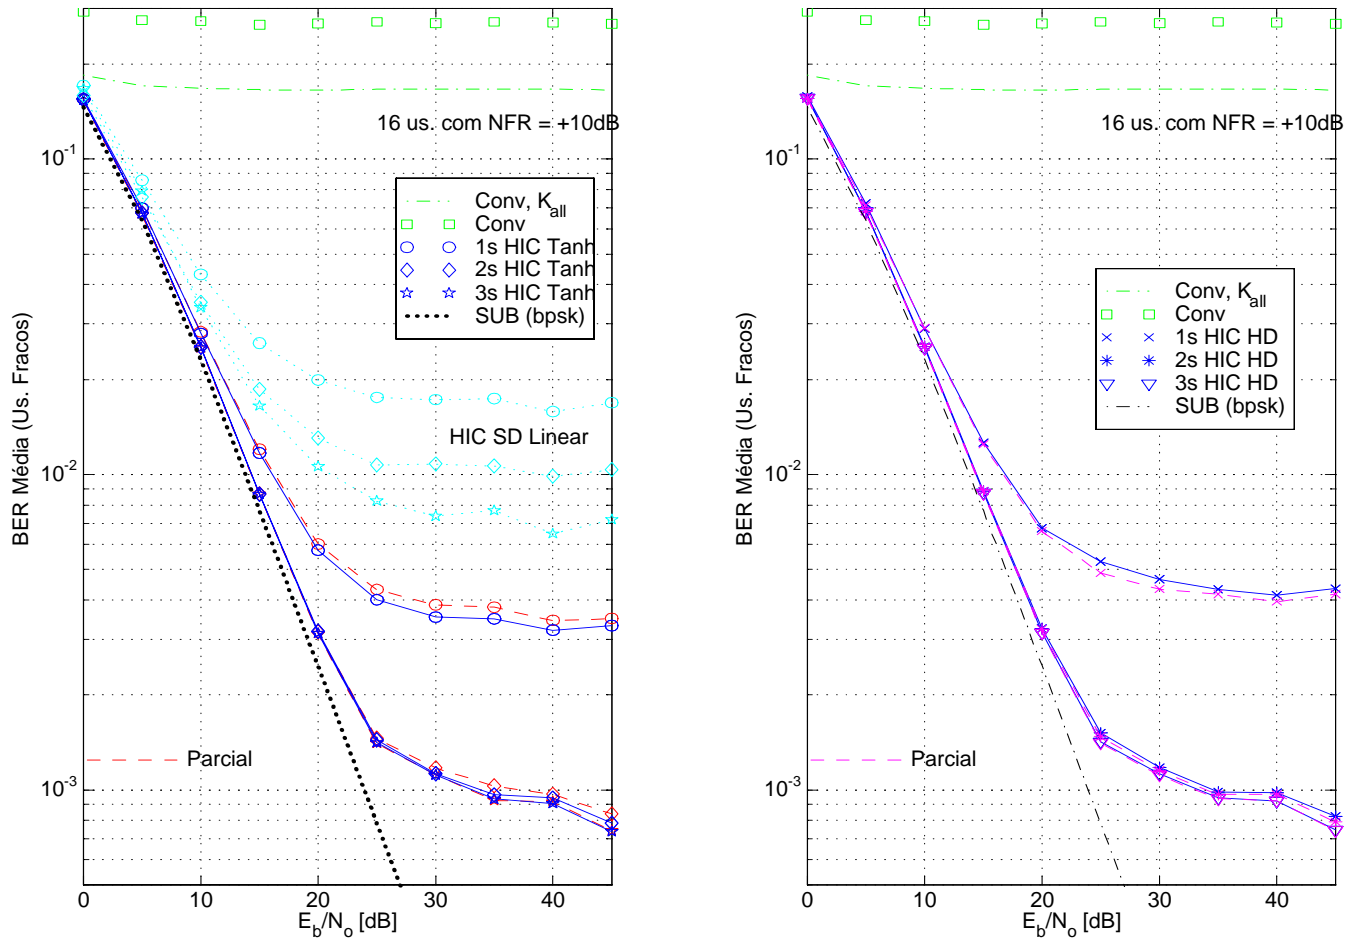 16 us. com NFR = +10dB
10^-1
Conv, K_all
Conv
1s HIC Tanh
2s HIC Tanh
3s HIC Tanh
SUB (bpsk)
HIC SD Linear
10^-2
BER Média (Us. Fracos)
Parcial
10^-3
0 10 20 30 40
E_b/N_o [dB]
16 us. com NFR = +10dB
10^-1
Conv, K_all
Conv
1s HIC HD
2s HIC HD
3s HIC HD
SUB (bpsk)
10^-2
BER Média (Us. Fracos)
Parcial
10^-3
0 10 20 30 40
E_b/N_o [dB]